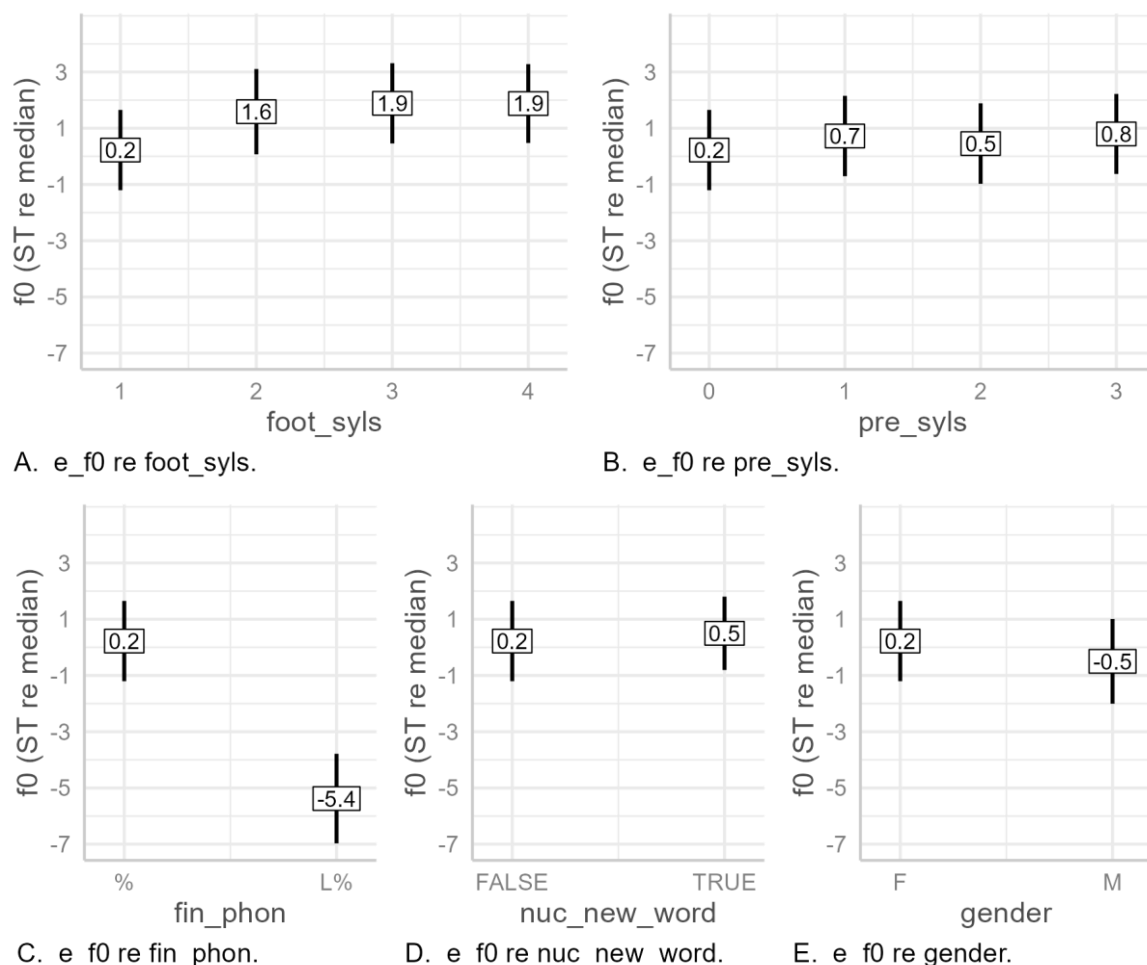 3
1
-1
-3
-5
-7
f0 (ST re median)
0.2
1.6
1.9
1.9
1 2 3 4
foot_syls
A. e_f0 re foot_syls.
3
1
-1
-3
-5
-7
f0 (ST re median)
0.2
0.7
0.5
0.8
0 1 2 3
pre_syls
B. e_f0 re pre_syls.
3
1
-1
-3
-5
-7
f0 (ST re median)
0.2
-5.4
% L%
fin_phon
C. e_f0 re fin_phon.
3
1
-1
-3
-5
-7
f0 (ST re median)
0.2
0.5
FALSE TRUE
nuc_new_word
D. e_f0 re nuc_new_word.
3
1
-1
-3
-5
-7
f0 (ST re median)
0.2
-0.5
F M
gender
E. e_f0 re gender.